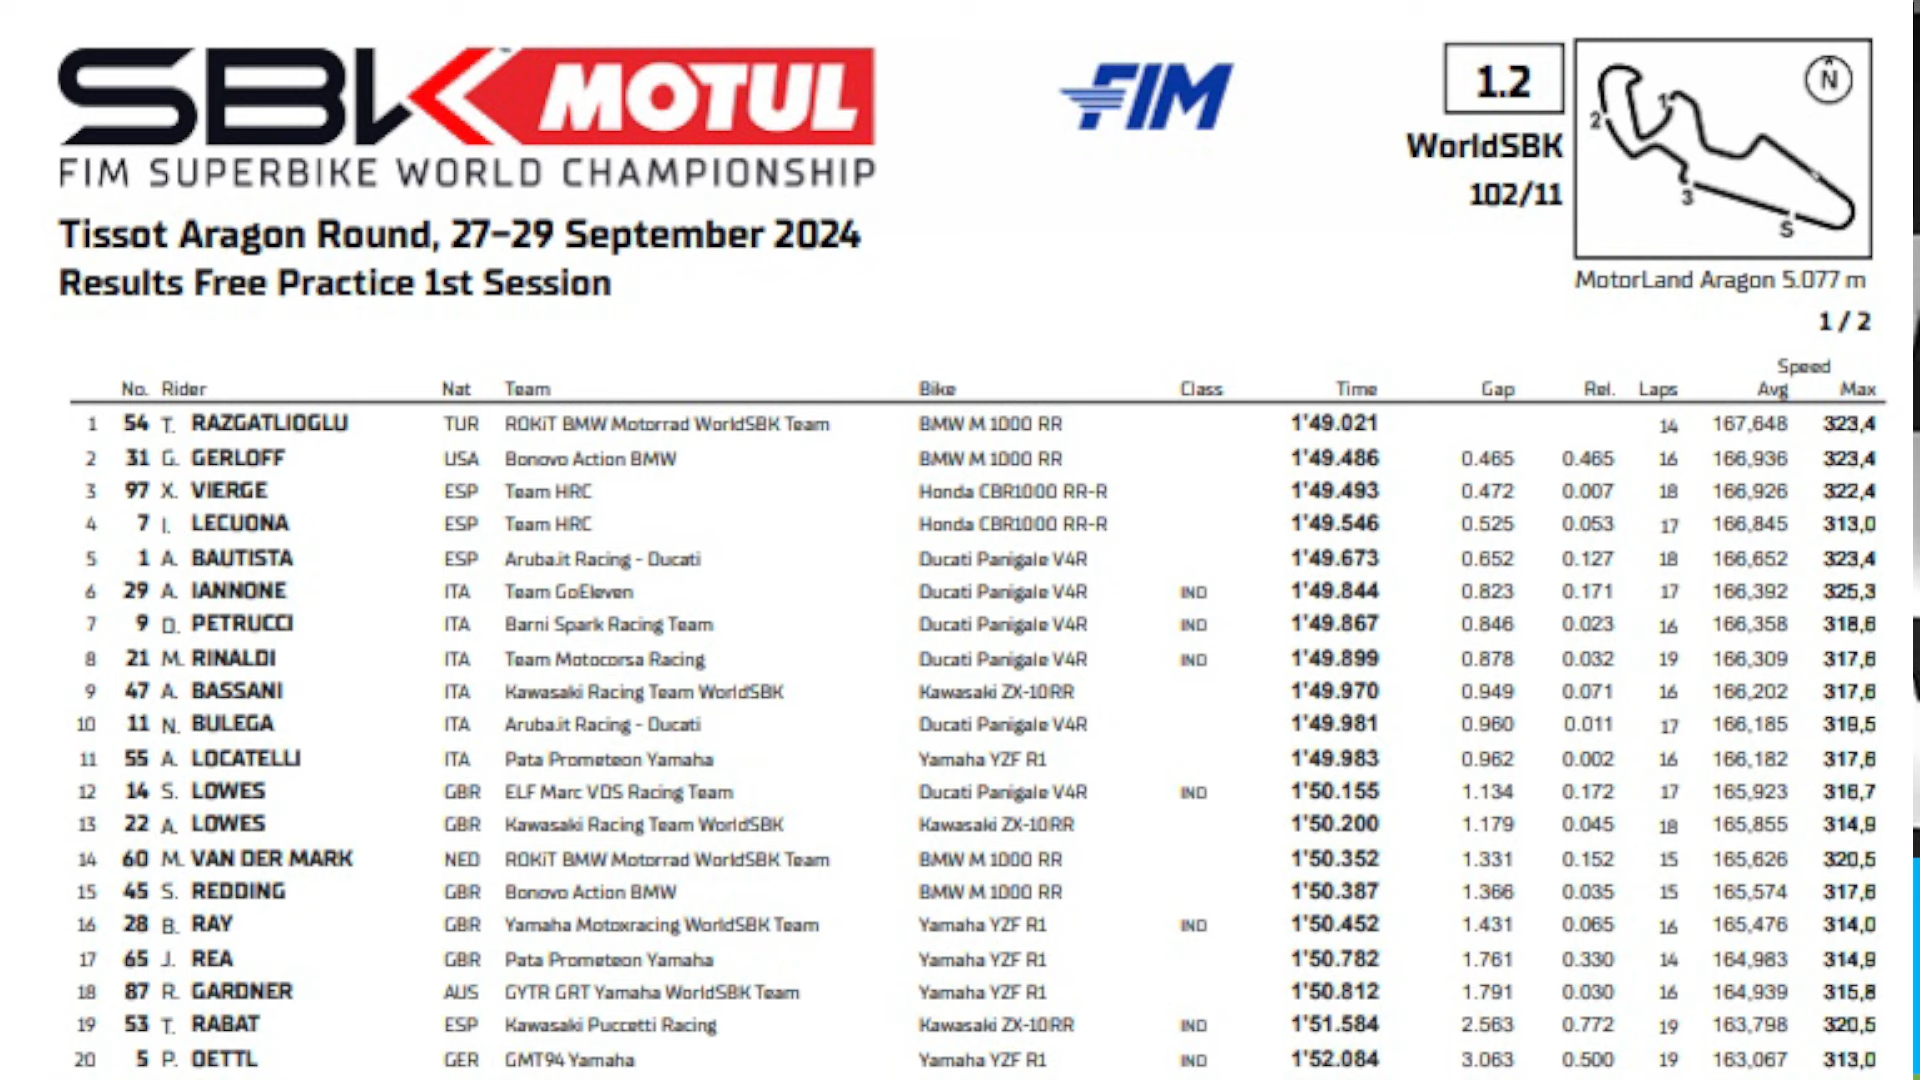 SBK MOTUL
FIM SUPERBIKE WORLD CHAMPIONSHIP
FIM
1.2
WorldSBK
102/11
N
1
2
3
S
MotorLand Aragon 5.077 m
Tissot Aragon Round, 27–29 September 2024
Results Free Practice 1st Session
1 / 2
Speed
No. Rider Nat Team Bike Class Time Gap Rel. Laps Avg Max
1 54 T. RAZGATLIOGLU TUR ROKiT BMW Motorrad WorldSBK Team BMW M 1000 RR 1'49.021 14 167,648 323,4
2 31 G. GERLOFF USA Bonovo Action BMW BMW M 1000 RR 1'49.486 0.465 0.465 16 166,936 323,4
3 97 X. VIERGE ESP Team HRC Honda CBR1000 RR-R 1'49.493 0.472 0.007 18 166,926 322,4
4 7 I. LECUONA ESP Team HRC Honda CBR1000 RR-R 1'49.546 0.525 0.053 17 166,845 313,0
5 1 A. BAUTISTA ESP Aruba.it Racing - Ducati Ducati Panigale V4R 1'49.673 0.652 0.127 18 166,652 323,4
6 29 A. IANNONE ITA Team GoEleven Ducati Panigale V4R IND 1'49.844 0.823 0.171 17 166,392 325,3
7 9 D. PETRUCCI ITA Barni Spark Racing Team Ducati Panigale V4R IND 1'49.867 0.846 0.023 16 166,358 318,6
8 21 M. RINALDI ITA Team Motocorsa Racing Ducati Panigale V4R IND 1'49.899 0.878 0.032 19 166,309 317,6
9 47 A. BASSANI ITA Kawasaki Racing Team WorldSBK Kawasaki ZX-10RR 1'49.970 0.949 0.071 16 166,202 317,6
10 11 N. BULEGA ITA Aruba.it Racing - Ducati Ducati Panigale V4R 1'49.981 0.960 0.011 17 166,185 319,5
11 55 A. LOCATELLI ITA Pata Prometeon Yamaha Yamaha YZF R1 1'49.983 0.962 0.002 16 166,182 317,6
12 14 S. LOWES GBR ELF Marc VDS Racing Team Ducati Panigale V4R IND 1'50.155 1.134 0.172 17 165,923 316,7
13 22 A. LOWES GBR Kawasaki Racing Team WorldSBK Kawasaki ZX-10RR 1'50.200 1.179 0.045 18 165,855 314,9
14 60 M. VAN DER MARK NED ROKiT BMW Motorrad WorldSBK Team BMW M 1000 RR 1'50.352 1.331 0.152 15 165,626 320,5
15 45 S. REDDING GBR Bonovo Action BMW BMW M 1000 RR 1'50.387 1.366 0.035 15 165,574 317,6
16 28 B. RAY GBR Yamaha Motoxracing WorldSBK Team Yamaha YZF R1 IND 1'50.452 1.431 0.065 16 165,476 314,0
17 65 J. REA GBR Pata Prometeon Yamaha Yamaha YZF R1 1'50.782 1.761 0.330 14 164,983 314,9
18 87 R. GARDNER AUS GYTR GRT Yamaha WorldSBK Team Yamaha YZF R1 1'50.812 1.791 0.030 16 164,939 315,8
19 53 T. RABAT ESP Kawasaki Puccetti Racing Kawasaki ZX-10RR IND 1'51.584 2.563 0.772 19 163,798 320,5
20 5 P. OETTL GER GMT94 Yamaha Yamaha YZF R1 IND 1'52.084 3.063 0.500 19 163,067 313,0